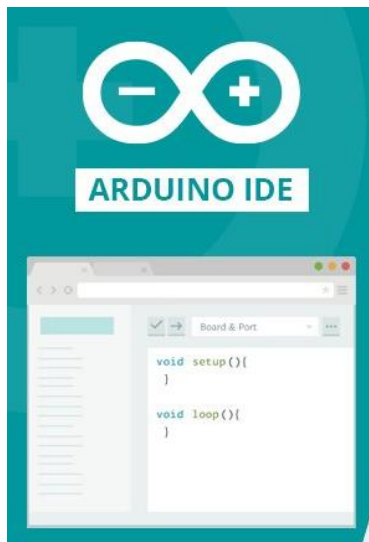 ARDUINO IDE
Board & Port
void setup(){
}
void loop(){
}